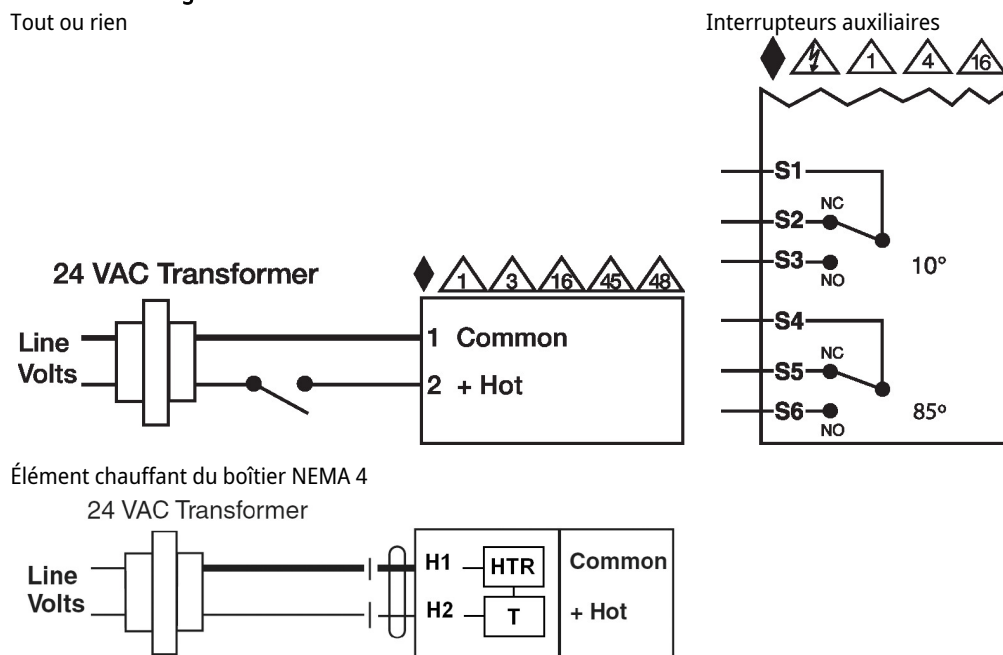 Tout ou rien
Interrupteurs auxiliaires
1 4 16
S1
NC
S2
S3
NO
10°
S4
NC
S5
S6
NO
85°
24 VAC Transformer
1 3 16 45 48
Line
Volts
1 Common
2 + Hot
Élément chauffant du boîtier NEMA 4
24 VAC Transformer
Line
Volts
H1 HTR Common
H2 T + Hot